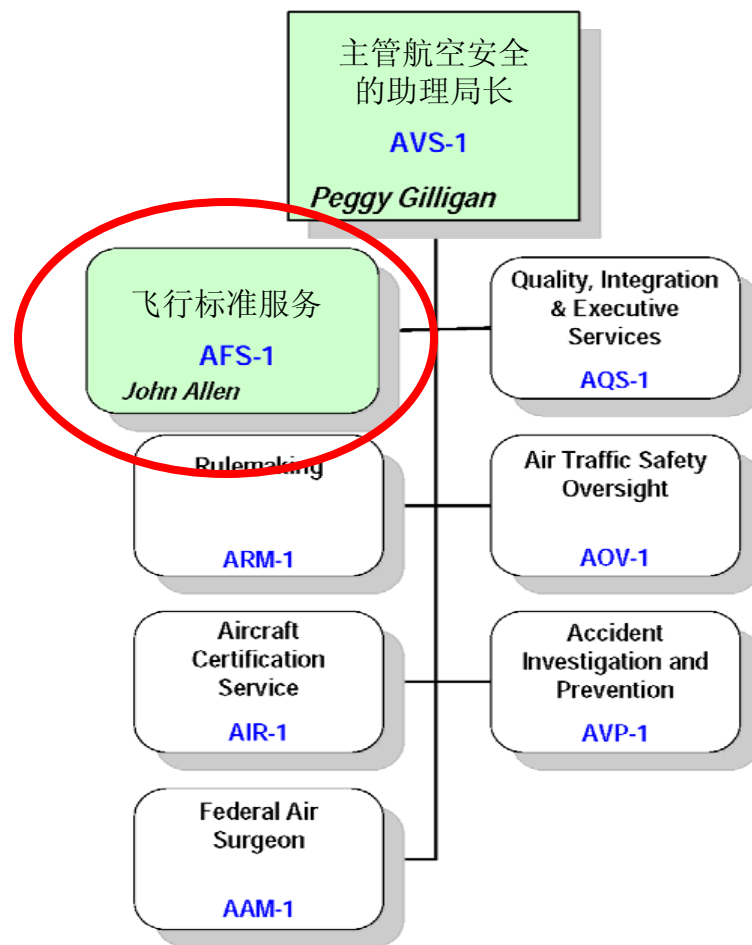 主管航空安全
的助理局长
AVS-1
Peggy Gilligan
飞行标准服务
AFS-1
John Allen
Quality, Integration
& Executive
Services
AQS-1
Rulemaking
ARM-1
Air Traffic Safety
Oversight
AOV-1
Aircraft
Certification
Service
AIR-1
Accident
Investigation and
Prevention
AVP-1
Federal Air
Surgeon
AAM-1